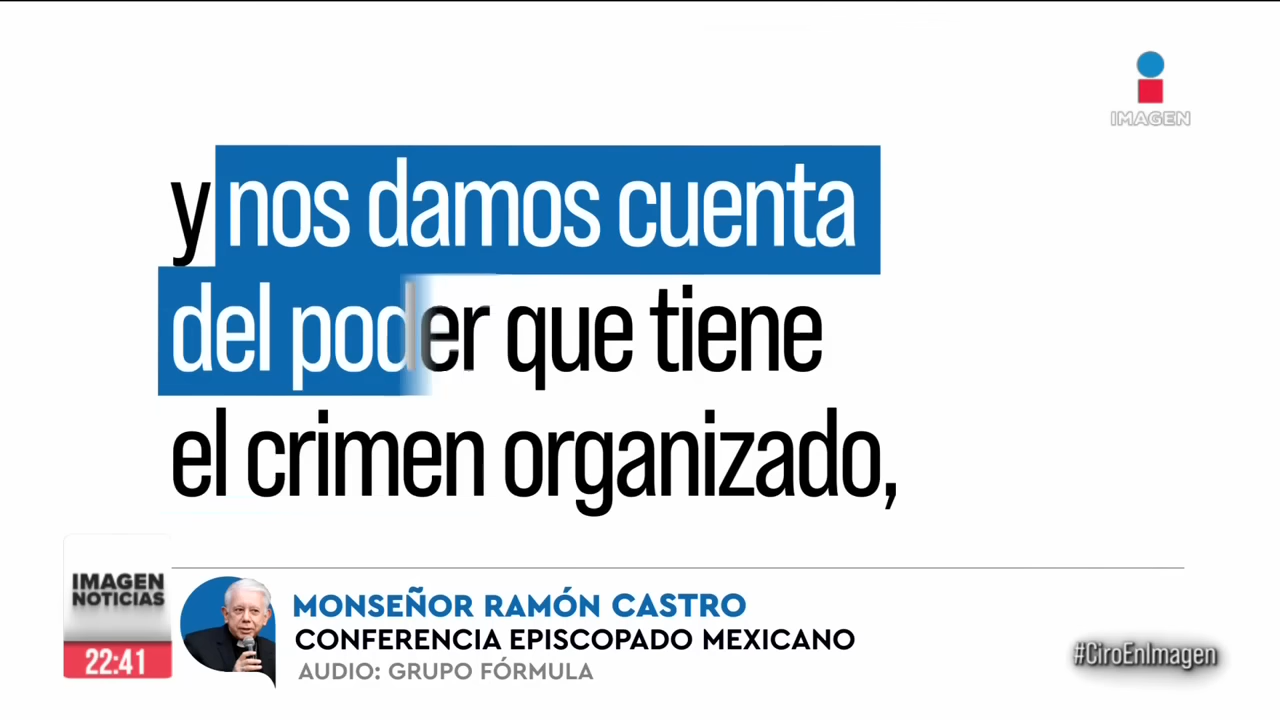 IMAGEN
y nos damos cuenta
del poder que tiene
el crimen organizado,
IMAGEN
NOTICIAS
22:41
MONSEÑOR RAMÓN CASTRO
CONFERENCIA EPISCOPADO MEXICANO
AUDIO: GRUPO FÓRMULA
#CiroEnImagen